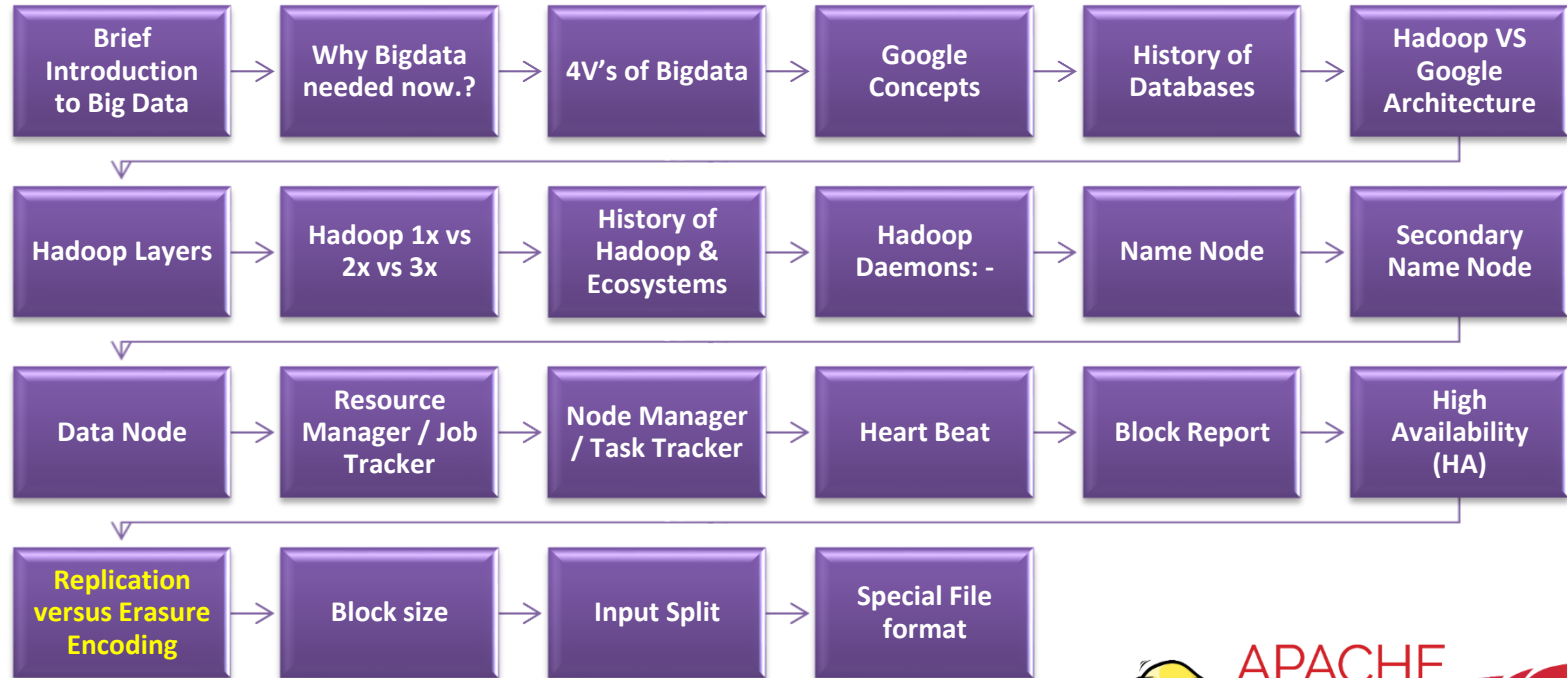 Brief
Introduction
to Big Data
Why Bigdata
needed now.?
4V’s of Bigdata
Google
Concepts
History of
Databases
Hadoop VS
Google
Architecture
Hadoop Layers
Hadoop 1x vs
2x vs 3x
History of
Hadoop &
Ecosystems
Hadoop
Daemons: -
Name Node
Secondary
Name Node
Data Node
Resource
Manager / Job
Tracker
Node Manager
/ Task Tracker
Heart Beat
Block Report
High
Availability
(HA)
Replication
versus Erasure
Encoding
Block size
Input Split
Special File
format
APACHE